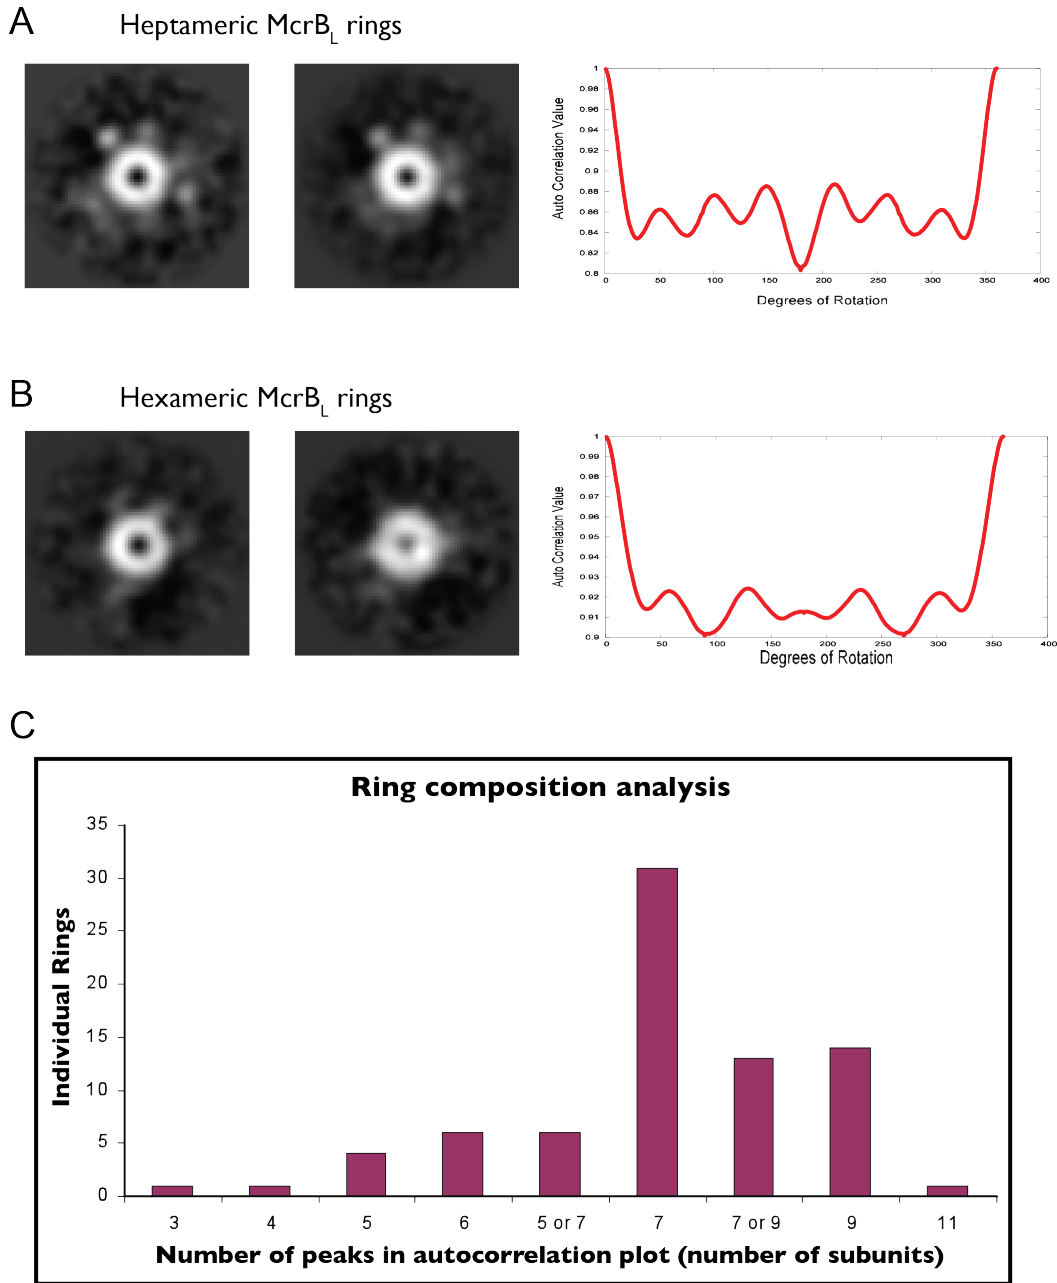 A
Heptameric McrBL rings
1
0.98
0.96
0.94
0.92
0.9
0.88
0.86
0.84
0.82
0.8
Auto Correlation Value
0 50 100 150 200 250 300 350 400
Degrees of Rotation
B
Hexameric McrBL rings
1
0.99
0.98
0.97
0.96
0.95
0.94
0.93
0.92
0.91
0.9
Auto Correlation Value
0 50 100 150 200 250 300 350 400
Degrees of Rotation
C
Ring composition analysis
35
30
25
20
15
10
5
0
Individual Rings
3 4 5 6 5 or 7 7 7 or 9 9 11
Number of peaks in autocorrelation plot (number of subunits)